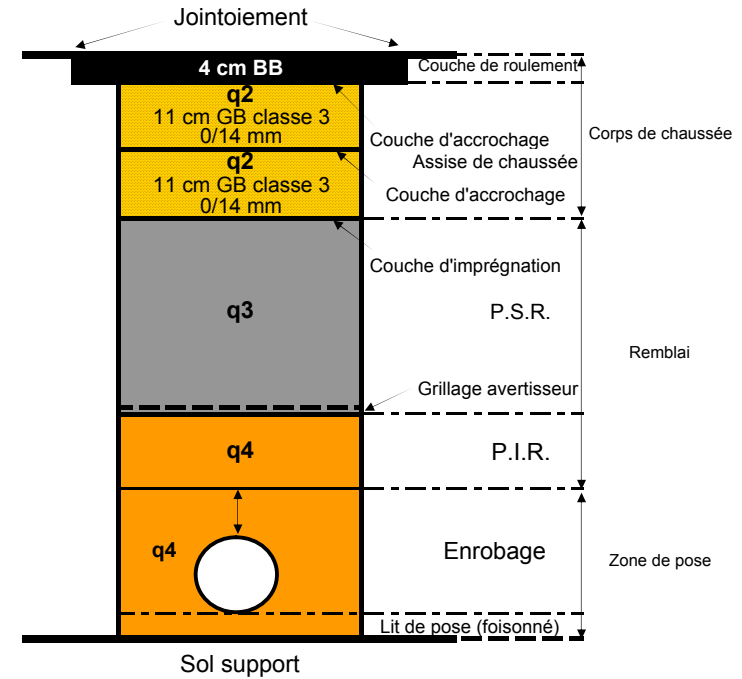 Jointoiement
4 cm BB
Couche de roulement
q2
11 cm GB classe 3
0/14 mm
Couche d'accrochage
Assise de chaussée
Corps de chaussée
q2
11 cm GB classe 3
0/14 mm
Couche d'accrochage
Couche d'imprégnation
q3
P.S.R.
Remblai
Grillage avertisseur
q4
P.I.R.
q4
Enrobage
Zone de pose
Lit de pose (foisonné)
Sol support